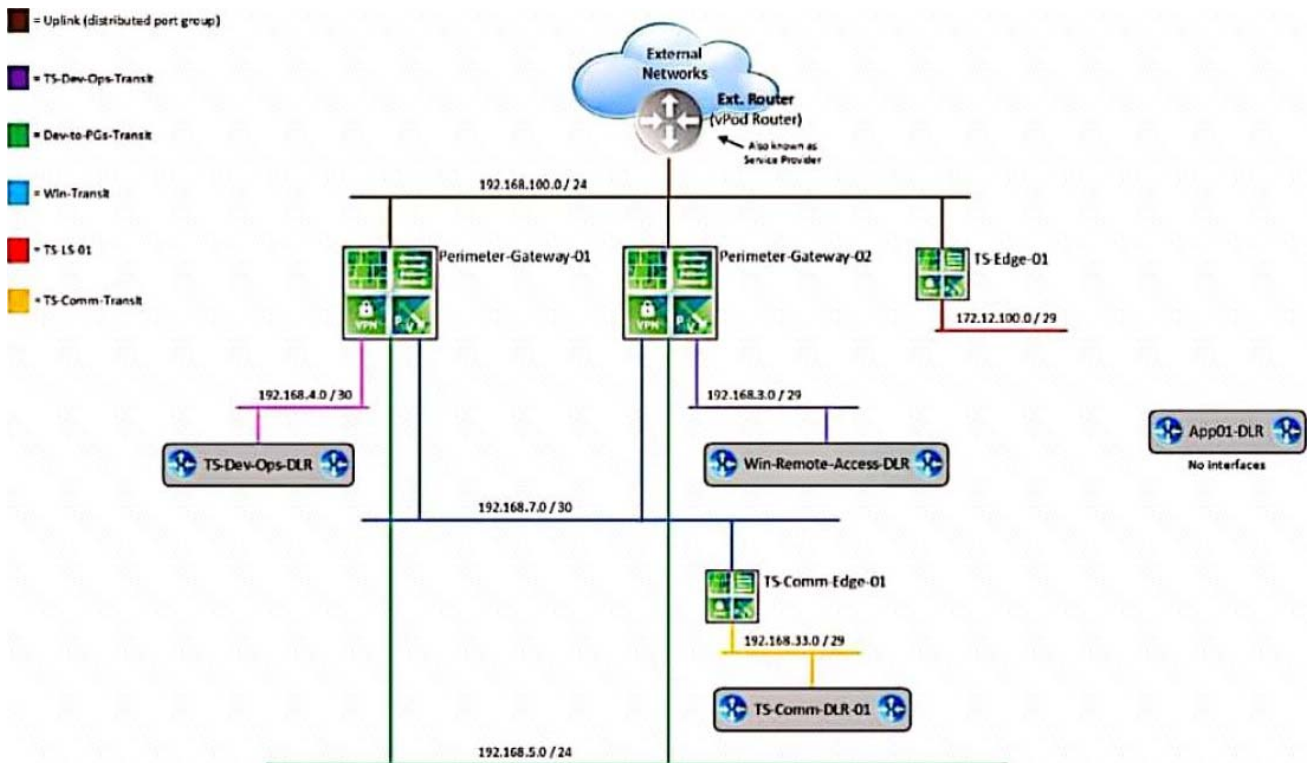 = Uplink (distributed port group)
= TS-Dev-Ops-Transit
= Dev-to-PGs-Transit
= Win-Transit
= TS-LS-01
= TS-Comm-Transit
External
Networks
Ext. Router
(vPod Router)
Also known as
Service Provider
192.168.100.0 / 24
Perimeter-Gateway-01
Perimeter-Gateway-02
TS-Edge-01
VPN
VPN
172.12.100.0 / 29
192.168.4.0 / 30
192.168.3.0 / 29
TS-Dev-Ops-DLR
Win-Remote-Access-DLR
App01-DLR
No Interfaces
192.168.7.0 / 30
TS-Comm-Edge-01
192.168.33.0 / 29
TS-Comm-DLR-01
192.168.5.0 / 24